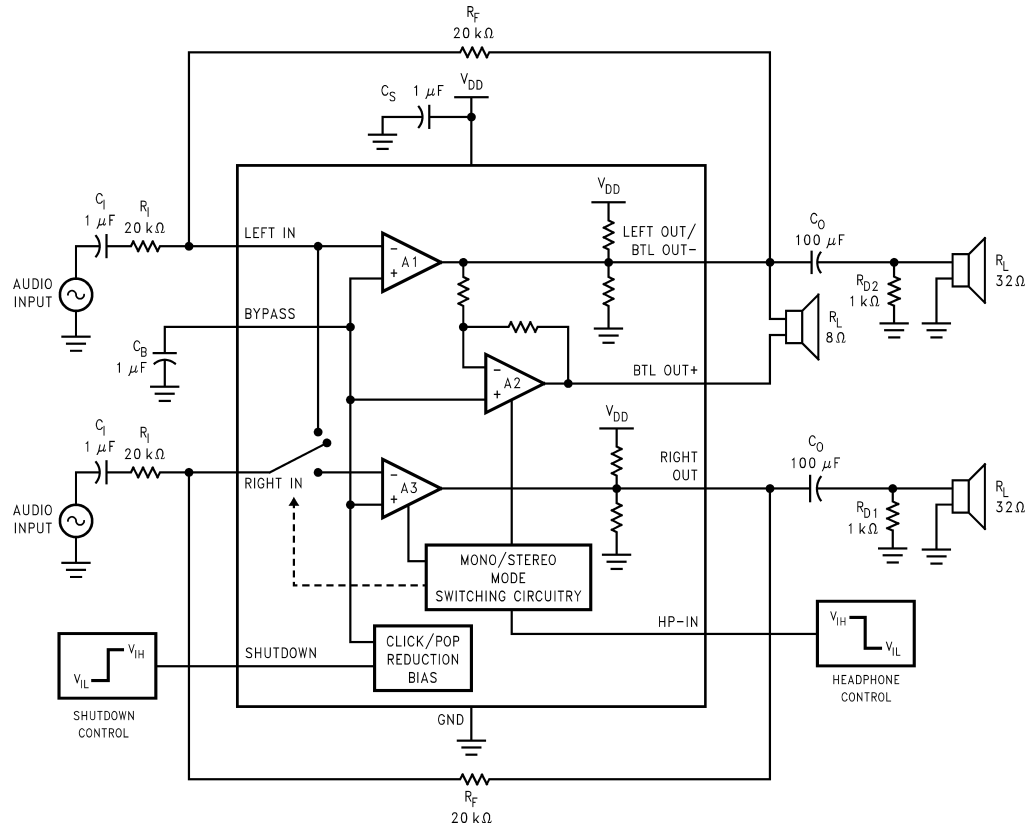 R_F
20 kΩ
C_S 1 μF
V_DD
C_I
1 μF
R_I
20 kΩ
LEFT IN
AUDIO
INPUT
BYPASS
C_B
1 μF
−
+
A1
V_DD
LEFT OUT/
BTL OUT−
C_O
100 μF
R_D2
1 kΩ
R_L
32Ω
R_L
8Ω
−
+
A2
BTL OUT+
C_I
1 μF
R_I
20 kΩ
RIGHT IN
AUDIO
INPUT
−
+
A3
V_DD
RIGHT
OUT
C_O
100 μF
R_D1
1 kΩ
R_L
32Ω
MONO/STEREO
MODE
SWITCHING CIRCUITRY
HP-IN
V_IH
V_IL
HEADPHONE
CONTROL
CLICK/POP
REDUCTION
BIAS
SHUTDOWN
V_IH
V_IL
SHUTDOWN
CONTROL
GND
R_F
20 kΩ